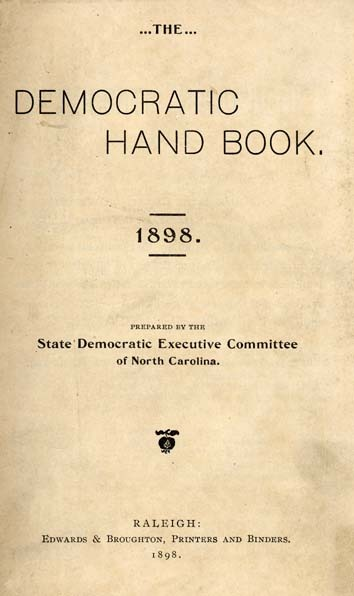 ...THE...
DEMOCRATIC
HAND BOOK.
1898.
PREPARED BY THE
State Democratic Executive Committee
of North Carolina.
RALEIGH:
EDWARDS & BROUGHTON, PRINTERS AND BINDERS.
1898.